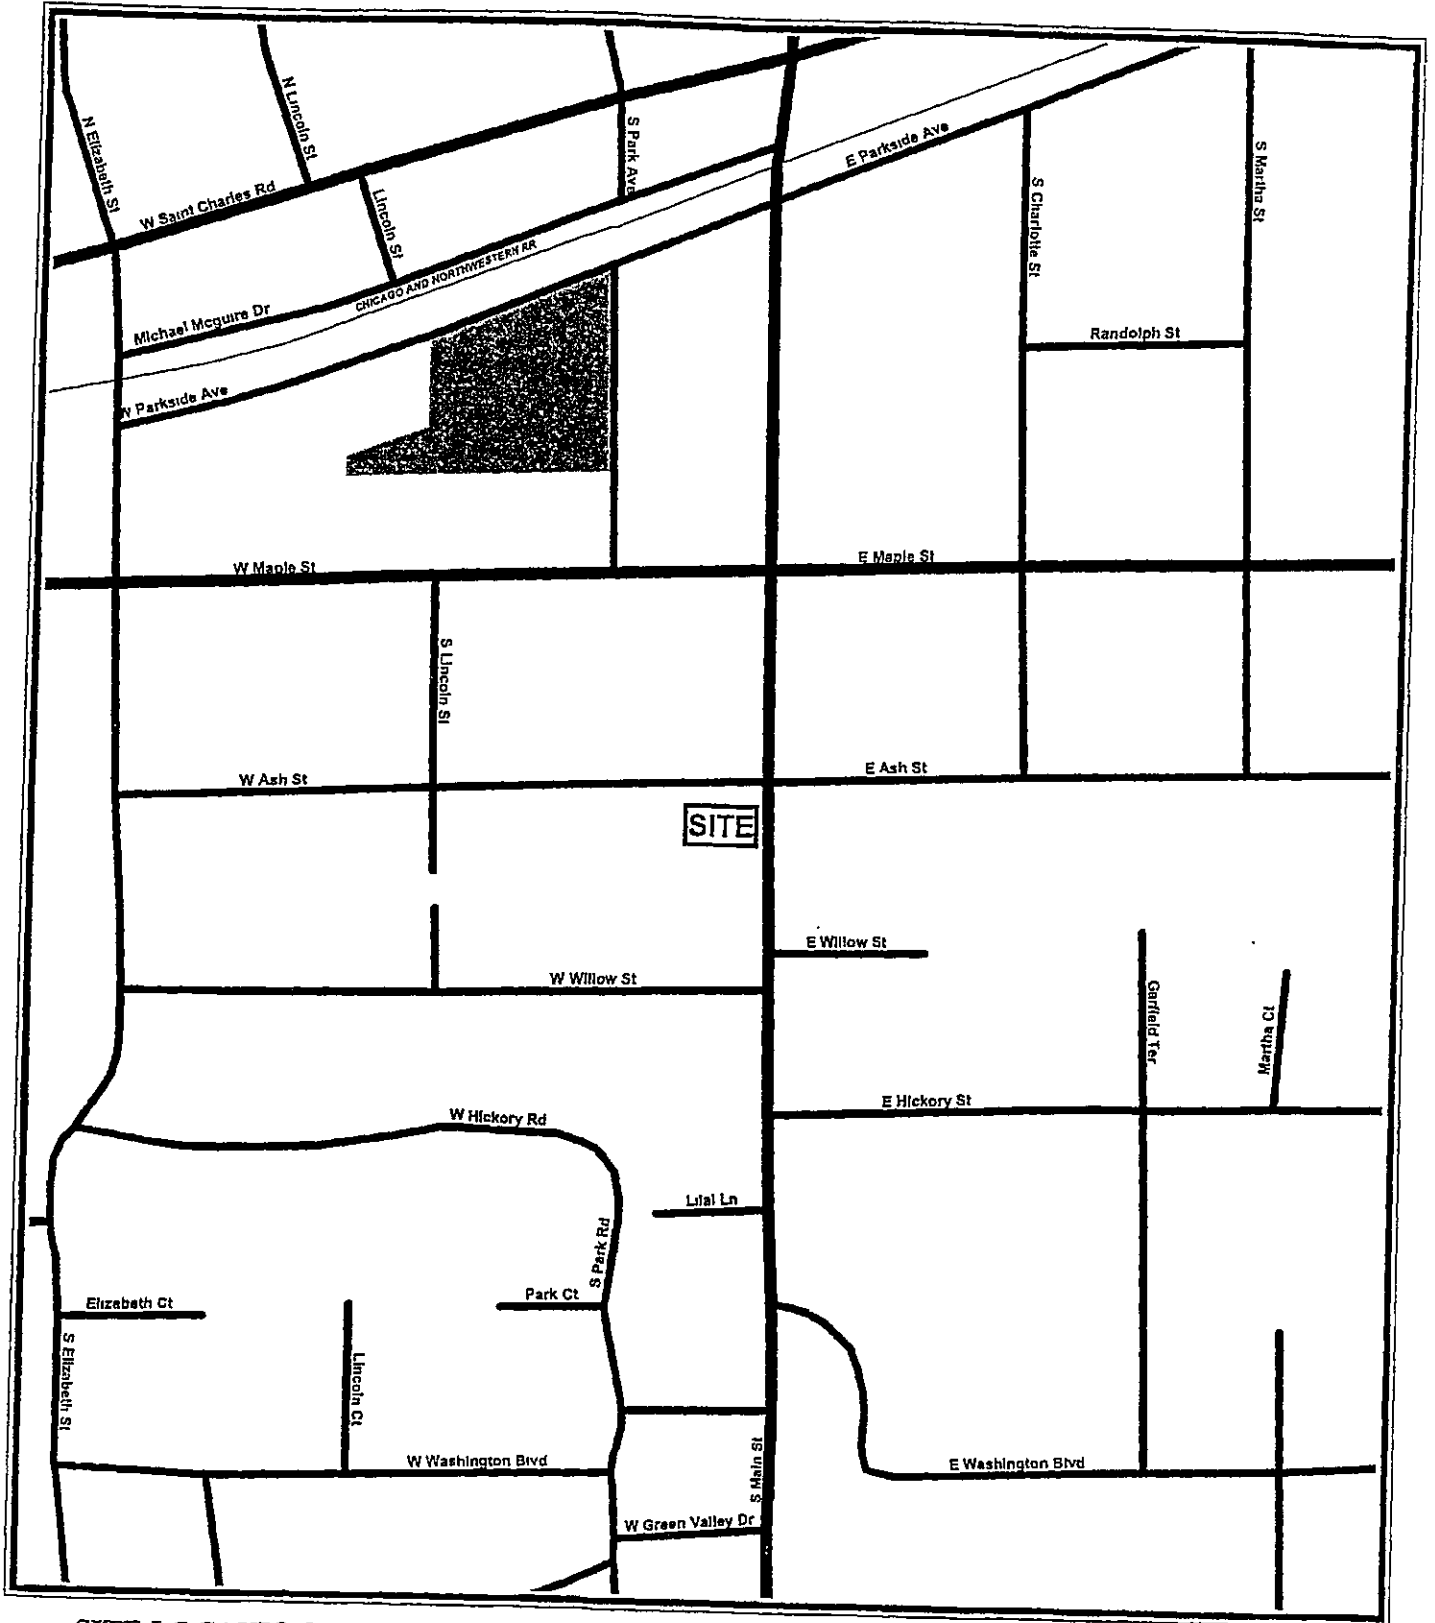 N Lincoln St
N Elizabeth St
S Park Ave
W Saint Charles Rd
Lincoln St
E Parkside Ave
S Martha St
S Charlotte St
CHICAGO AND NORTHWESTERN RR
Michael Mcguire Dr
Randolph St
W Parkside Ave
W Maple St
E Maple St
S Lincoln St
W Ash St
E Ash St
SITE
E Willow St
W Willow St
Garfield Ter
Martha Ct
E Hickory St
W Hickory Rd
Lilal Ln
S Park Rd
Park Ct
Elizabeth Ct
S Elizabeth St
Lincoln Ct
W Washington Blvd
S Main St
E Washington Blvd
W Green Valley Dr